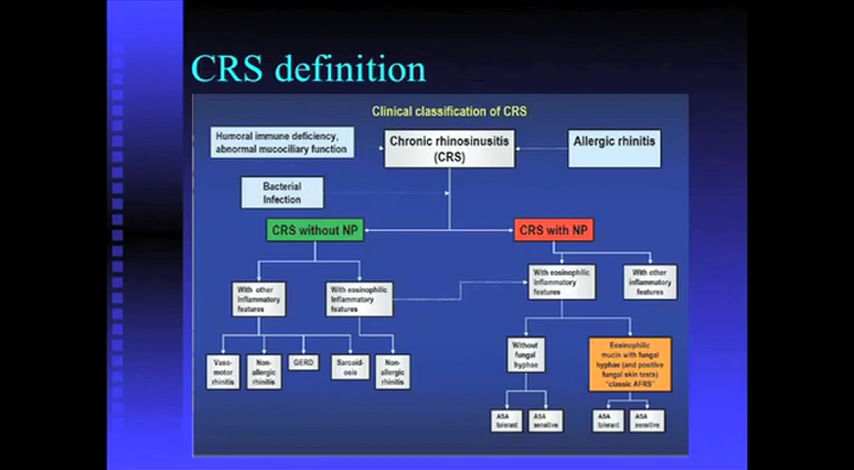 CRS definition
Clinical classification of CRS
Humoral immune deficiency,
abnormal mucociliary function
Chronic rhinosinusitis
(CRS)
Allergic rhinitis
Bacterial
Infection
CRS without NP
CRS with NP
With other
Inflammatory
features
With eosinophilic
Inflammatory
features
With eosinophilic
Inflammatory
features
With other
inflammatory
features
Vaso-
motor
rhinitis
Non-
allergic
rhinitis
GERD
Sarcoid-
osis
Non-
allergic
rhinitis
Without
fungal
hyphae
Eosinophilic
mucin with fungal
hyphae (and positive
fungal skin tests)
"classic AFRS"
ASA
tolerant
ASA
sensitive
ASA
tolerant
ASA
sensitive